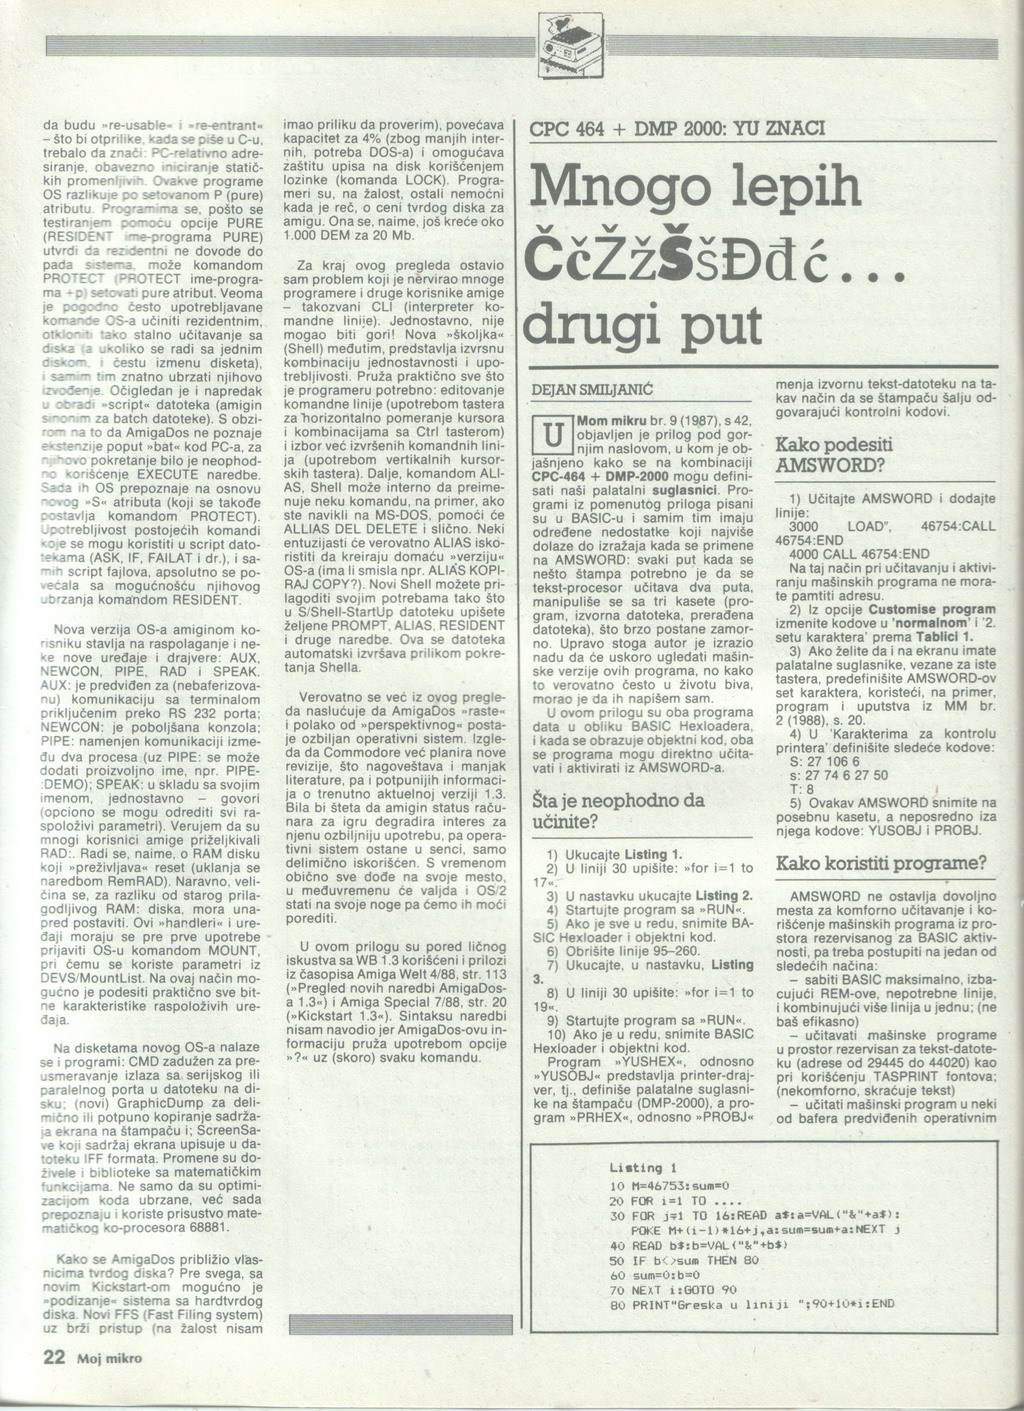 da budu »re-usable« i »re-entrant«
– što bi otprilike, kada se piše u C-u,
trebalo da znači: PC-relativno adre-
siranje, obavezno iniciranje statič-
kih promenljivih. Ovakve programe
OS razlikuje po setovanom P (pure)
atributu. Programima se, pošto se
testiranjem pomoću opcije PURE
(RESIDENT ime-programa PURE)
utvrdi da rezidentni ne dovode do
pada sistema, može komandom
PROTECT (PROTECT ime-progra-
ma +p) setovati pure atribut. Veoma
je pogodno često upotrebljavane
komande OS-a učiniti rezidentnim,
otkloniti tako stalno učitavanje sa
diska (a ukoliko se radi sa jednim
diskom, i čestu izmenu disketa),
i samim tim znatno ubrzati njihovo
izvođenje. Očigledan je i napredak
u obradi »script« datoteka (amigin
sinonim za batch datoteke). S obzi-
rom na to da AmigaDos ne poznaje
ekstenzije poput »bat« kod PC-a, za
njihovo pokretanje bilo je neophod-
no korišćenje EXECUTE naredbe.
Sada ih OS prepoznaje na osnovu
novog »S« atributa (koji se takođe
postavlja komandom PROTECT).
Upotrebljivost postojećih komandi
koje se mogu koristiti u script dato-
tekama (ASK, IF, FAILAT i dr.), i sa-
mih script fajlova, apsolutno se po-
većala sa mogućnošću njihovog
ubrzanja komandom RESIDENT.
Nova verzija OS-a amiginom ko-
risniku stavlja na raspolaganje i ne-
ke nove uređaje i drajvere: AUX,
NEWCON, PIPE, RAD i SPEAK.
AUX: je predviđen za (nebaferizova-
nu) komunikaciju sa terminalom
priključenim preko RS 232 porta;
NEWCON: je poboljšana konzola;
PIPE: namenjen komunikaciji izme-
đu dva procesa (uz PIPE: se može
dodati proizvoljno ime, npr. PIPE-
:DEMO); SPEAK: u skladu sa svojim
imenom, jednostavno – govori
(opciono se mogu odrediti svi ra-
spoloživi parametri). Verujem da su
mnogi korisnici amige priželjkivali
RAD:. Radi se, naime, o RAM disku
koji »preživljava« reset (uklanja se
naredbom RemRAD). Naravno, veli-
čina se, za razliku od starog prila-
godljivog RAM: diska, mora una-
pred postaviti. Ovi »handleri« i ure-
đaji moraju se pre prve upotrebe
prijaviti OS-u komandom MOUNT,
pri čemu se koriste parametri iz
DEVS/MountList. Na ovaj način mo-
gućno je podesiti praktično sve bit-
ne karakteristike raspoloživih ure-
đaja.
Na disketama novog OS-a nalaze
se i programi: CMD zadužen za pre-
usmeravanje izlaza sa serijskog ili
paralelnog porta u datoteku na di-
sku; (novi) GraphicDump za deli-
mično ili potpuno kopiranje sadrža-
ja ekrana na štampaču i; ScreenSa-
ve koji sadržaj ekrana upisuje u da-
toteku IFF formata. Promene su do-
živele i biblioteke sa matematičkim
funkcijama. Ne samo da su optimi-
zacijom koda ubrzane, već sada
prepoznaju i koriste prisustvo mate-
matičkog ko-procesora 68881.
Kako se AmigaDos približio vlas-
nicima tvrdog diska? Pre svega, sa
novim Kickstart-om mogućno je
»podizanje« sistema sa hardtvrdog
diska. Novi FFS (Fast Filing system)
uz brži pristup (na žalost nisam
imao priliku da proverim), povećava
kapacitet za 4% (zbog manjih inter-
nih, potreba DOS-a) i omogućava
zaštitu upisa na disk korišćenjem
lozinke (komanda LOCK). Progra-
meri su, na žalost, ostali nemoćni
kada je reč, o ceni tvrdog diska za
amigu. Ona se, naime, još kreće oko
1.000 DEM za 20 Mb.
Za kraj ovog pregleda ostavio
sam problem koji je nervirao mnoge
programere i druge korisnike amige
– takozvani CLI (interpreter ko-
mandne linije). Jednostavno, nije
mogao biti gori! Nova »školjka«
(Shell) međutim, predstavlja izvrsnu
kombinaciju jednostavnosti i upo-
trebljivosti. Pruža praktično sve što
je programeru potrebno: editovanje
komandne linije (upotrebom tastera
za horizontalno pomeranje kursora
i kombinacijama sa Ctrl tasterom)
i izbor već izvršenih komandnih lini-
ja (upotrebom vertikalnih kursor-
skih tastera). Dalje, komandom ALI-
AS, Shell može interno da preime-
nuje neku komandu, na primer, ako
ste navikli na MS-DOS, pomoći će
ALLIAS DEL DELETE i slično. Neki
entuzijasti će verovatno ALIAS isko-
ristiti da kreiraju domaću »verziju«
OS-a (ima li smisla npr. ALIAS KOPI-
RAJ COPY?). Novi Shell možete pri-
lagoditi svojim potrebama tako što
u S/Shell-StartUp datoteku upišete
željene PROMPT, ALIAS, RESIDENT
i druge naredbe. Ova se datoteka
automatski izvršava prilikom pokre-
tanja Shella.
Verovatno se već iz ovog pregle-
da naslućuje da AmigaDos »raste«
i polako od »perspektivnog« posta-
je ozbiljan operativni sistem. Izgle-
da da Commodore već planira nove
revizije, što nagoveštava i manjak
literature, pa i potpunijih informaci-
ja o trenutno aktuelnoj verziji 1.3.
Bila bi šteta da amigin status raču-
nara za igru degradira interes za
njenu ozbiljniju upotrebu, pa opera-
tivni sistem ostane u senci, samo
delimično iskorišćen. S vremenom
obično sve dođe na svoje mesto,
u međuvremenu će valjda i OS/2
stati na svoje noge pa ćemo ih moći
porediti.
U ovom prilogu su pored ličnog
iskustva sa WB 1.3 korišćeni i prilozi
iz časopisa Amiga Welt 4/88, str. 113
(»Pregled novih naredbi AmigaDos-
a 1.3«) i Amiga Special 7/88, str. 20
(»Kickstart 1.3«). Sintaksu naredbi
nisam navodio jer AmigaDos-ovu in-
formaciju pruža upotrebom opcije
»?« uz (skoro) svaku komandu.
CPC 464 + DMP 2000: YU ZNACI
Mnogo lepih
ČčŽžŠšĐđć...
drugi put
DEJAN SMILJANIĆ
U Mom mikru br. 9 (1987), s 42,
objavljen je prilog pod gor-
njim naslovom, u kom je ob-
jašnjeno kako se na kombinaciji
CPC-464 + DMP-2000 mogu defini-
sati naši palatalni suglasnici. Pro-
grami iz pomenutog priloga pisani
su u BASIC-u i samim tim imaju
određene nedostatke koji najviše
dolaze do izražaja kada se primene
na AMSWORD: svaki put kada se
nešto štampa potrebno je da se
tekst-procesor učitava dva puta,
manipuliše se sa tri kasete (pro-
gram, izvorna datoteka, prerađena
datoteka), što brzo postane zamor-
no. Upravo stoga autor je izrazio
nadu da će uskoro ugledati mašin-
ske verzije ovih programa, no kako
to verovatno često u životu biva,
morao je da ih napišem sam.
U ovom prilogu su oba programa
data u obliku BASIC Hexloadera,
i kada se obrazuje objektni kod, oba
se programa mogu direktno učita-
vati i aktivirati iz AMSWORD-a.
Šta je neophodno da
učinite?
1) Ukucajte Listing 1.
2) U liniji 30 upišite: »for i=1 to
17«.
3) U nastavku ukucajte Listing 2.
4) Startujte program sa »RUN«.
5) Ako je sve u redu, snimite BA-
SIC Hexloader i objektni kod.
6) Obrišite linije 95–260.
7) Ukucajte, u nastavku, Listing
3.
8) U liniji 30 upišite: »for i=1 to
19«.
9) Startujte program sa »RUN«.
10) Ako je u redu, snimite BASIC
Hexloader i objektni kod.
Program »YUSHEX«, odnosno
»YUSOBJ« predstavlja printer-draj-
ver, tj., definiše palatalne suglasni-
ke na štampaču (DMP-2000), a pro-
gram »PRHEX«, odnosno »PROBJ«
menja izvornu tekst-datoteku na ta-
kav način da se štampaču šalju od-
govarajući kontrolni kodovi.
Kako podesiti
AMSWORD?
1) Učitajte AMSWORD i dodajte
linije:
3000 LOAD", 46754:CALL
46754:END
4000 CALL 46754:END
Na taj način pri učitavanju i aktivi-
ranju mašinskih programa ne mora-
te pamtiti adresu.
2) Iz opcije Customise program
izmenite kodove u 'normalnom' i '2.
setu karaktera' prema Tablici 1.
3) Ako želite da i na ekranu imate
palatalne suglasnike, vezane za iste
tastera, predefinišite AMSWORD-ov
set karaktera, koristeći, na primer,
program i uputstva iz MM br.
2 (1988), s. 20.
4) U 'Karakterima za kontrolu
printera' definišite sledeće kodove:
S: 27 106 6
s: 27 74 6 27 50
T: 8
5) Ovakav AMSWORD snimite na
posebnu kasetu, a neposredno iza
njega kodove: YUSOBJ i PROBJ.
Kako koristiti programe?
AMSWORD ne ostavlja dovoljno
mesta za komforno učitavanje i ko-
rišćenje mašinskih programa iz pro-
stora rezervisanog za BASIC aktiv-
nosti, pa treba postupiti na jedan od
sledećih načina:
– sabiti BASIC maksimalno, izba-
cujući REM-ove, nepotrebne linije,
i kombinujući više linija u jednu; (ne
baš efikasno)
– učitavati mašinske programe
u prostor rezervisan za tekst-datote-
ku (adrese od 29445 do 44020) kao
pri korišćenju TASPRINT fontova;
(nekomforno, skraćuje tekst)
– učitati mašinski program u neki
od bafera predviđenih operativnim
Listing 1
10 M=46753:sum=0
20 FOR i=1 TO ....
30 FOR j=1 TO 16:READ a$:a=VAL("&"+a$):
POKE M+(i-1)*16+j,a:sum=sum+a:NEXT j
40 READ b$:b=VAL("&"+b$)
50 IF b<>sum THEN 80
60 sum=0:b=0
70 NEXT i:GOTO 90
80 PRINT"Greska u liniji ";90+10*i:END
22 Moj mikro